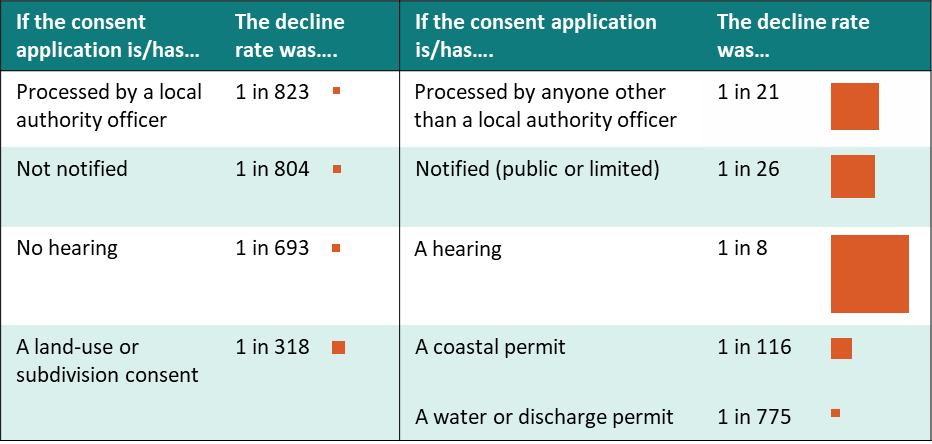 If the consent application is/has… | The decline rate was…. | If the consent application is/has…. | The decline rate was…
Processed by a local authority officer | 1 in 823 | Processed by anyone other than a local authority officer | 1 in 21
Not notified | 1 in 804 | Notified (public or limited) | 1 in 26
No hearing | 1 in 693 | A hearing | 1 in 8
A land-use or subdivision consent | 1 in 318 | A coastal permit | 1 in 116
A water or discharge permit | 1 in 775